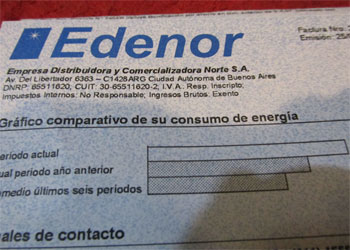 Edenor
Factura Nro:
Emisión: 25/
Empresa Distribuidora y Comercializadora Norte S.A.
Av. Del Libertador 6363 – C1428ARG Ciudad Autónoma de Buenos Aires
DNRP: 65511620, CUIT: 30-65511620-2; I.V.A. Resp. Inscripto;
Impuestos Internos: No Responsable; Ingresos Brutos: Exento
Gráfico comparativo de su consumo de energía
eríodo actual
ual período año anterior
omedio últimos seis períodos
ales de contacto